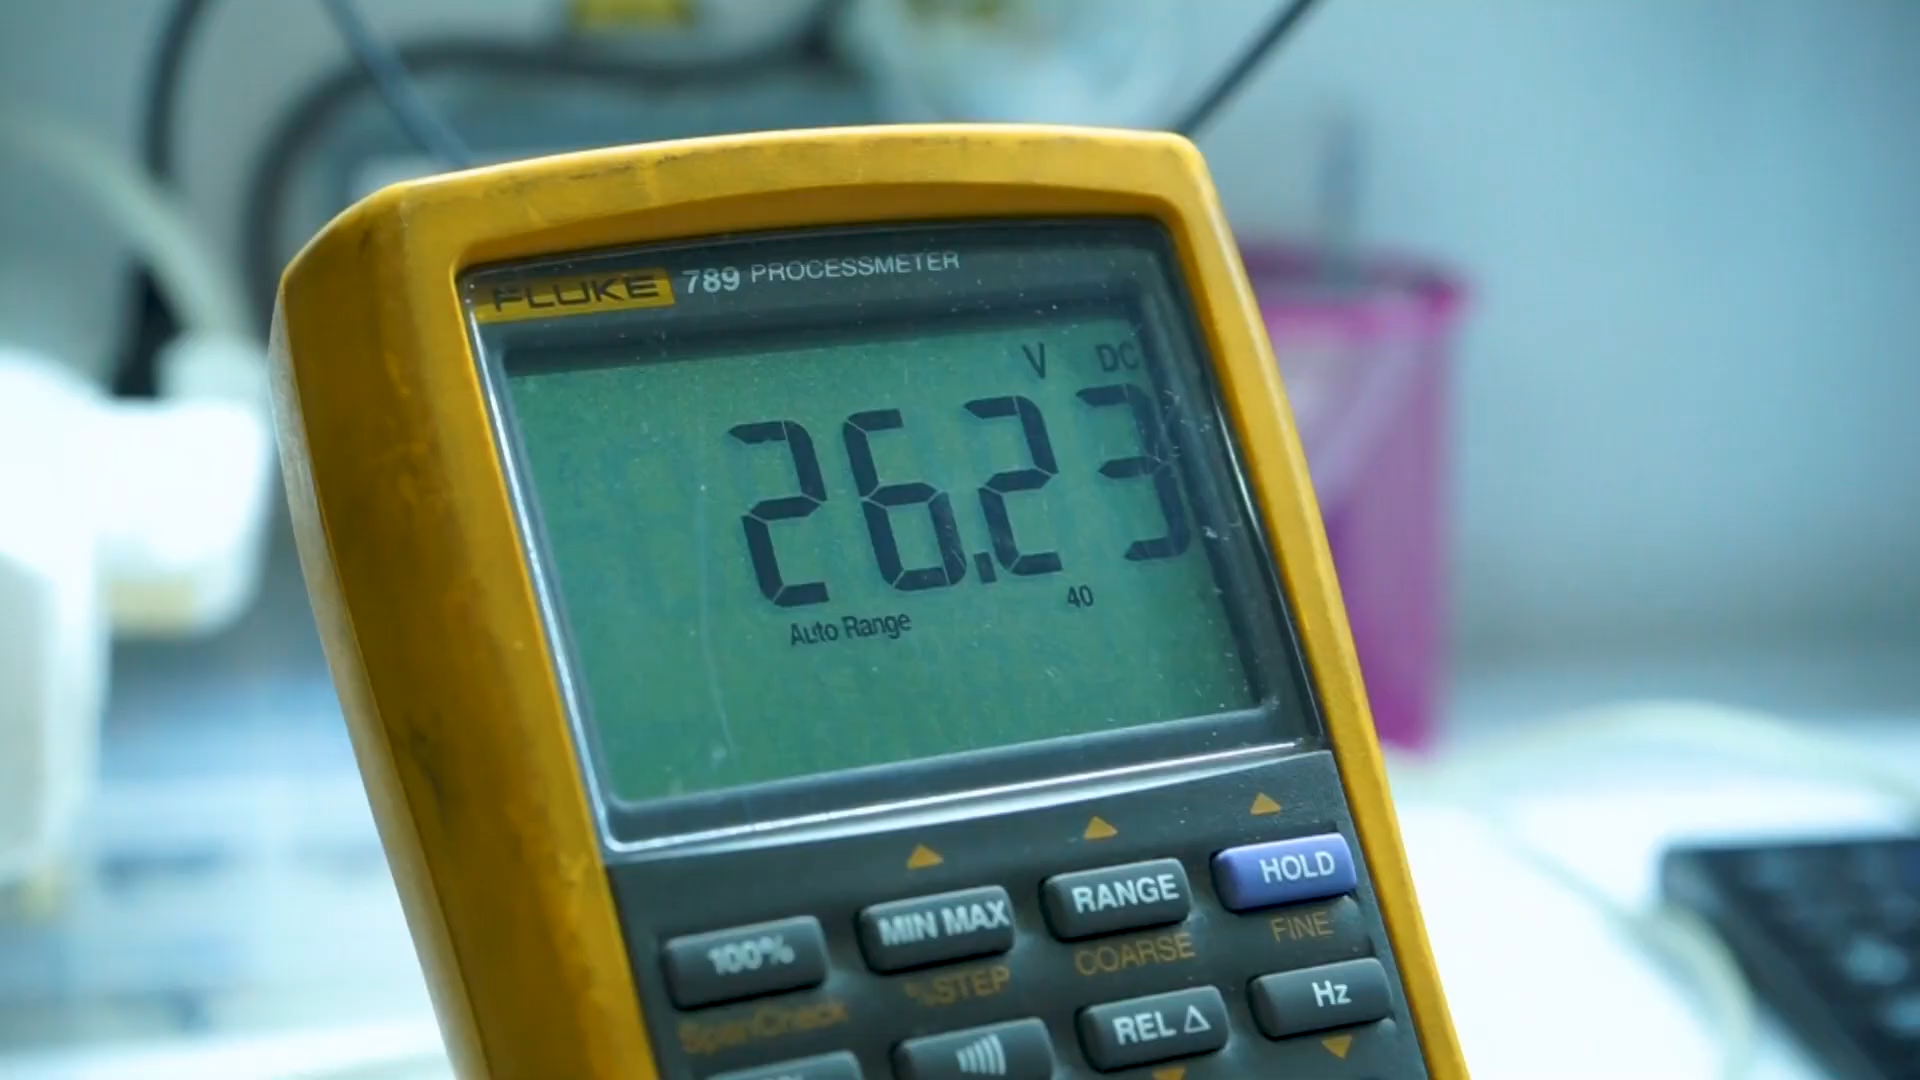 FLUKE 789 PROCESSMETER
V DC
26.23
Auto Range 40
100% MIN MAX RANGE HOLD
SpanCheck %STEP COARSE FINE
REL Δ Hz